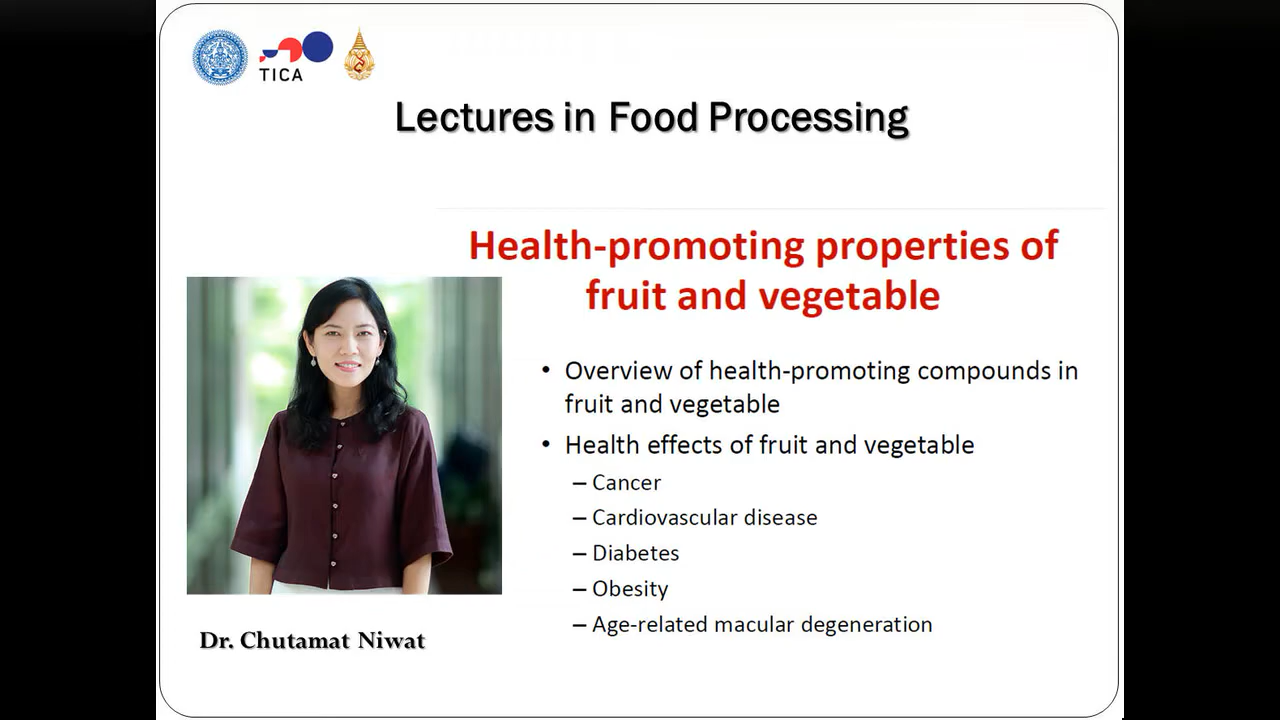 TICA
Lectures in Food Processing
Health-promoting properties of
fruit and vegetable
• Overview of health-promoting compounds in
fruit and vegetable
• Health effects of fruit and vegetable
– Cancer
– Cardiovascular disease
– Diabetes
– Obesity
– Age-related macular degeneration
Dr. Chutamat Niwat